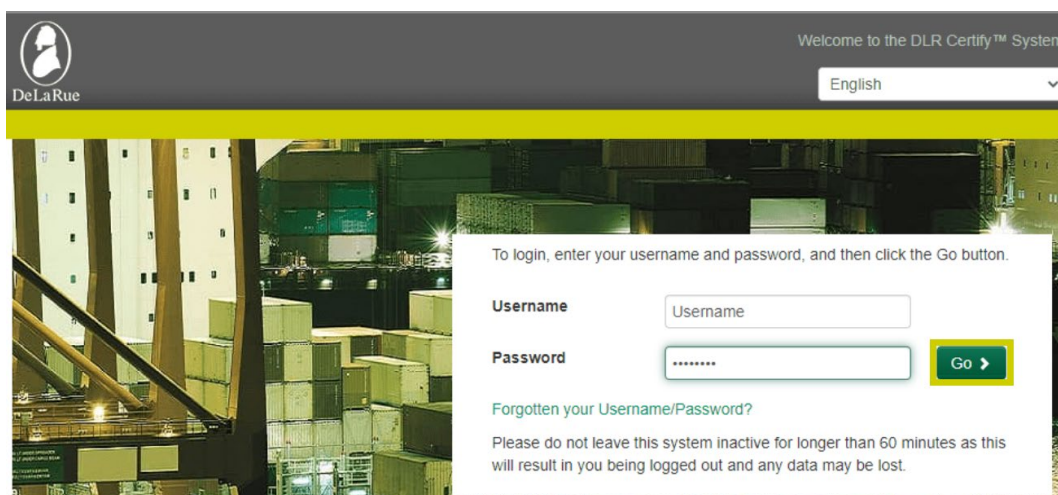 Welcome to the DLR Certify™ System
DeLaRue
English
To login, enter your username and password, and then click the Go button.
Username
Username
Password
••••••••
Go
Forgotten your Username/Password?
Please do not leave this system inactive for longer than 60 minutes as this
will result in you being logged out and any data may be lost.